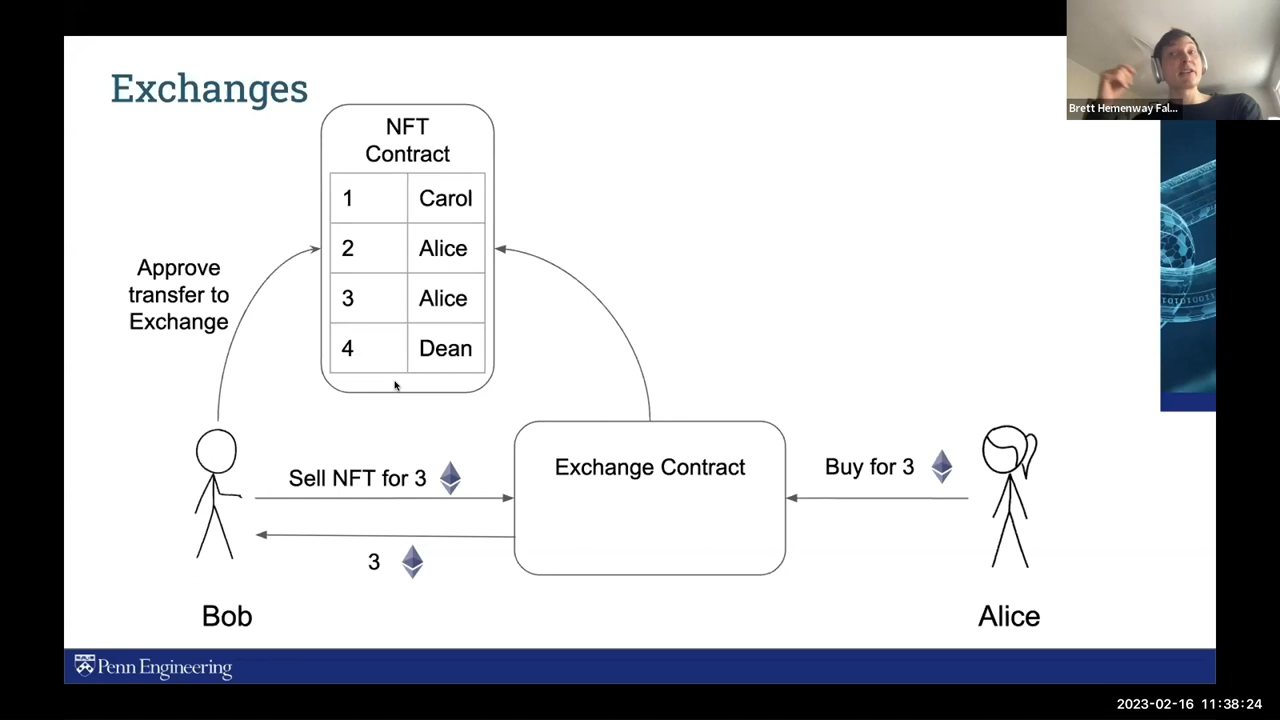 Exchanges
NFT
Contract
1 Carol
2 Alice
3 Alice
4 Dean
Approve
transfer to
Exchange
Sell NFT for 3
3
Exchange Contract
Buy for 3
Bob
Alice
Penn Engineering
Brett Hemenway Fal...
2023-02-16 11:38:24